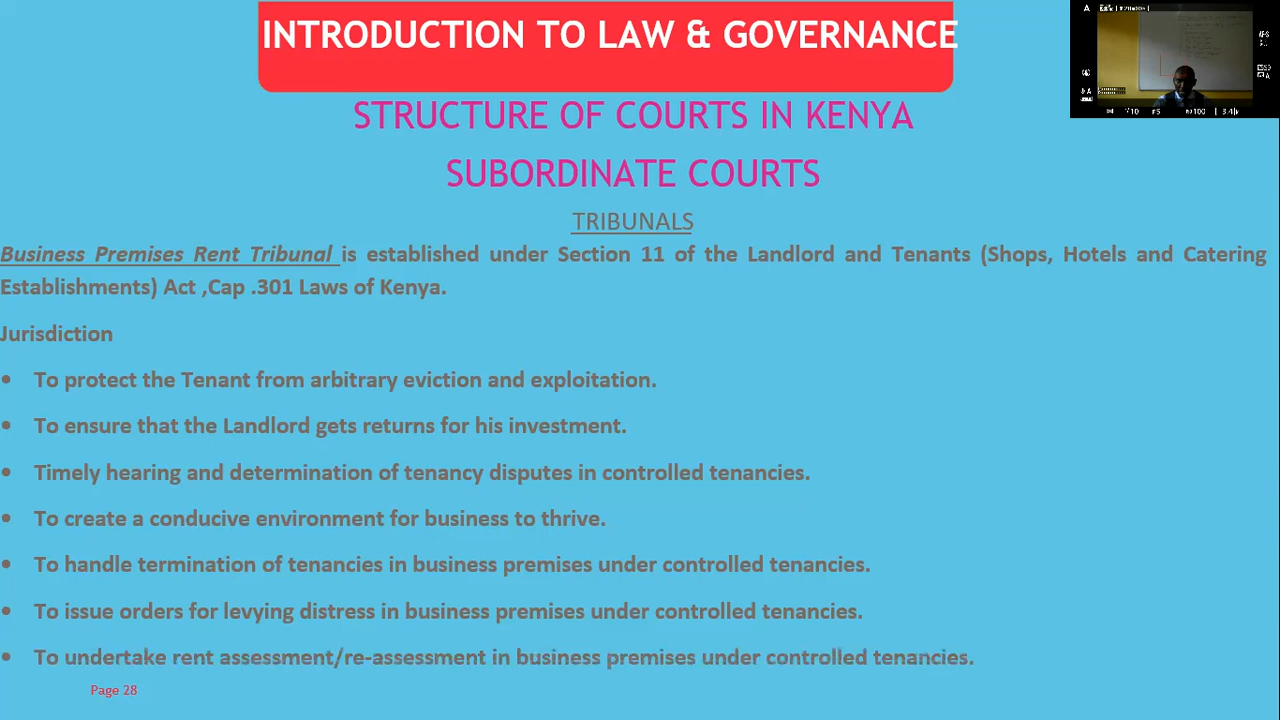 INTRODUCTION TO LAW & GOVERNANCE
STRUCTURE OF COURTS IN KENYA
SUBORDINATE COURTS
TRIBUNALS
Business Premises Rent Tribunal is established under Section 11 of the Landlord and Tenants (Shops, Hotels and Catering
Establishments) Act ,Cap .301 Laws of Kenya.
Jurisdiction
• To protect the Tenant from arbitrary eviction and exploitation.
• To ensure that the Landlord gets returns for his investment.
• Timely hearing and determination of tenancy disputes in controlled tenancies.
• To create a conducive environment for business to thrive.
• To handle termination of tenancies in business premises under controlled tenancies.
• To issue orders for levying distress in business premises under controlled tenancies.
• To undertake rent assessment/re-assessment in business premises under controlled tenancies.
Page 28